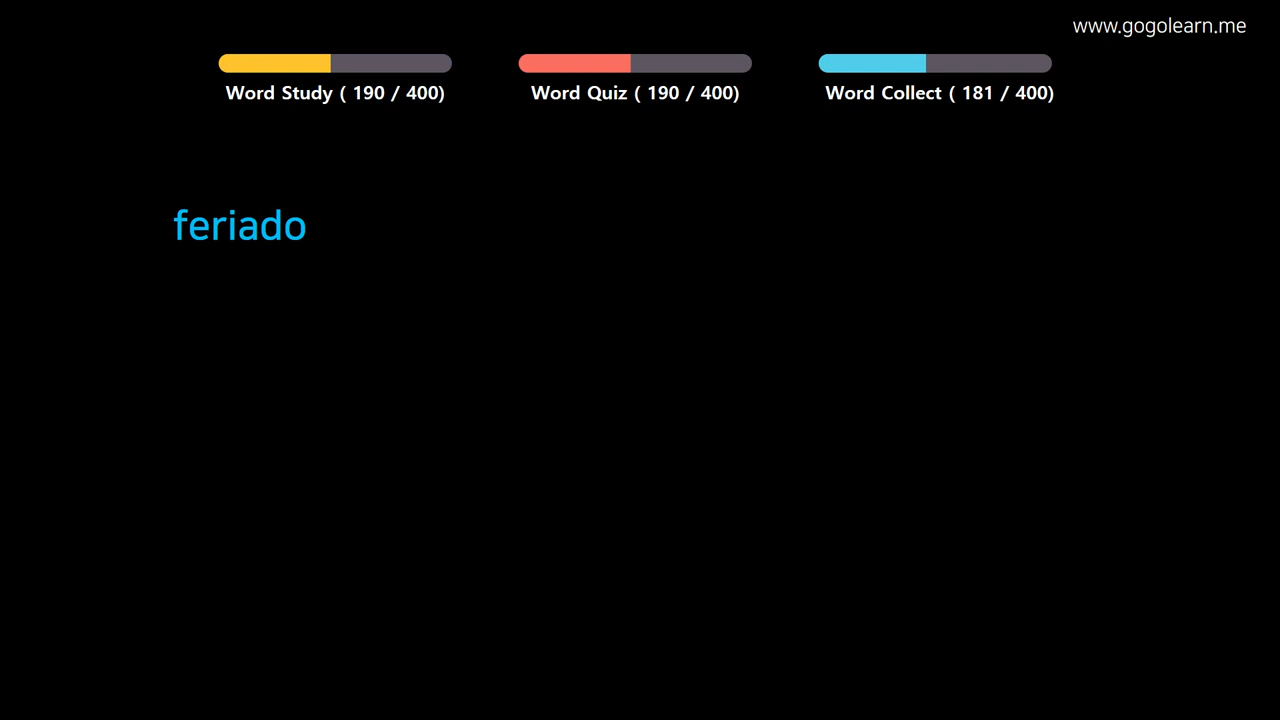 www.gogolearn.me
Word Study ( 190 / 400)
Word Quiz ( 190 / 400)
Word Collect ( 181 / 400)
feriado